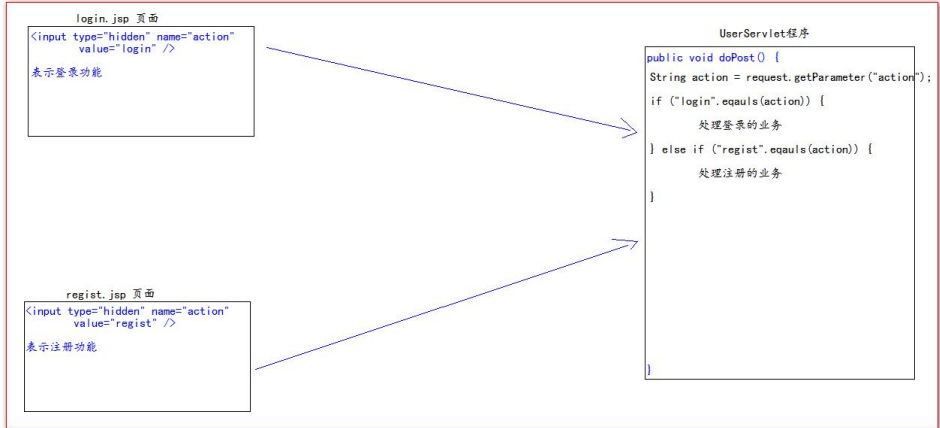 login.jsp 页面
<input type="hidden" name="action"
value="login" />
表示登录功能
UserServlet程序
public void doPost() {
String action = request.getParameter("action");
if ("login".eqauls(action)) {
处理登录的业务
} else if ("regist".eqauls(action)) {
处理注册的业务
}
}
regist.jsp 页面
<input type="hidden" name="action"
value="regist" />
表示注册功能